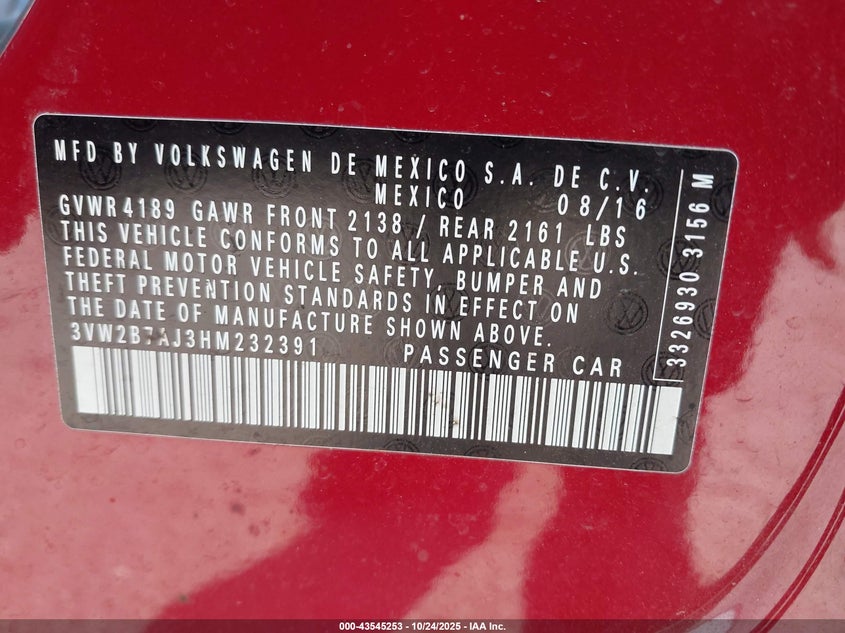 MFD BY VOLKSWAGEN DE MEXICO S.A. DE C.V.
MEXICO 08/16
GVWR 4189 GAWR FRONT 2138 / REAR 2161 LBS
THIS VEHICLE CONFORMS TO ALL APPLICABLE U.S.
FEDERAL MOTOR VEHICLE SAFETY, BUMPER AND
THEFT PREVENTION STANDARDS IN EFFECT ON
THE DATE OF MANUFACTURE SHOWN ABOVE.
3VW2B7AJ3HM232391 PASSENGER CAR
3326930 3156 M
000-43545253 | 10/24/2025 - IAA Inc.